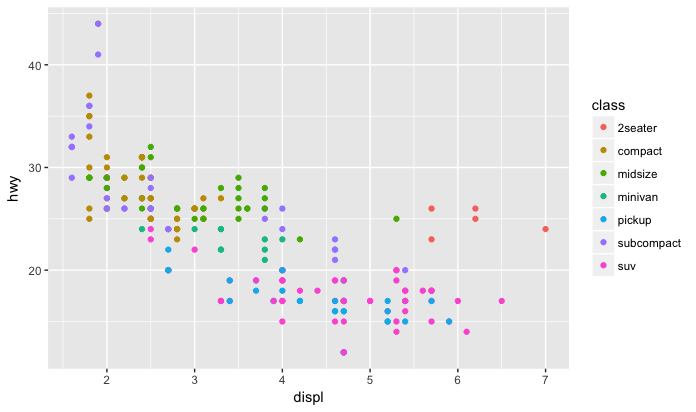 hwy
40
30
20
2
3
4
5
6
7
displ
class
2seater
compact
midsize
minivan
pickup
subcompact
suv